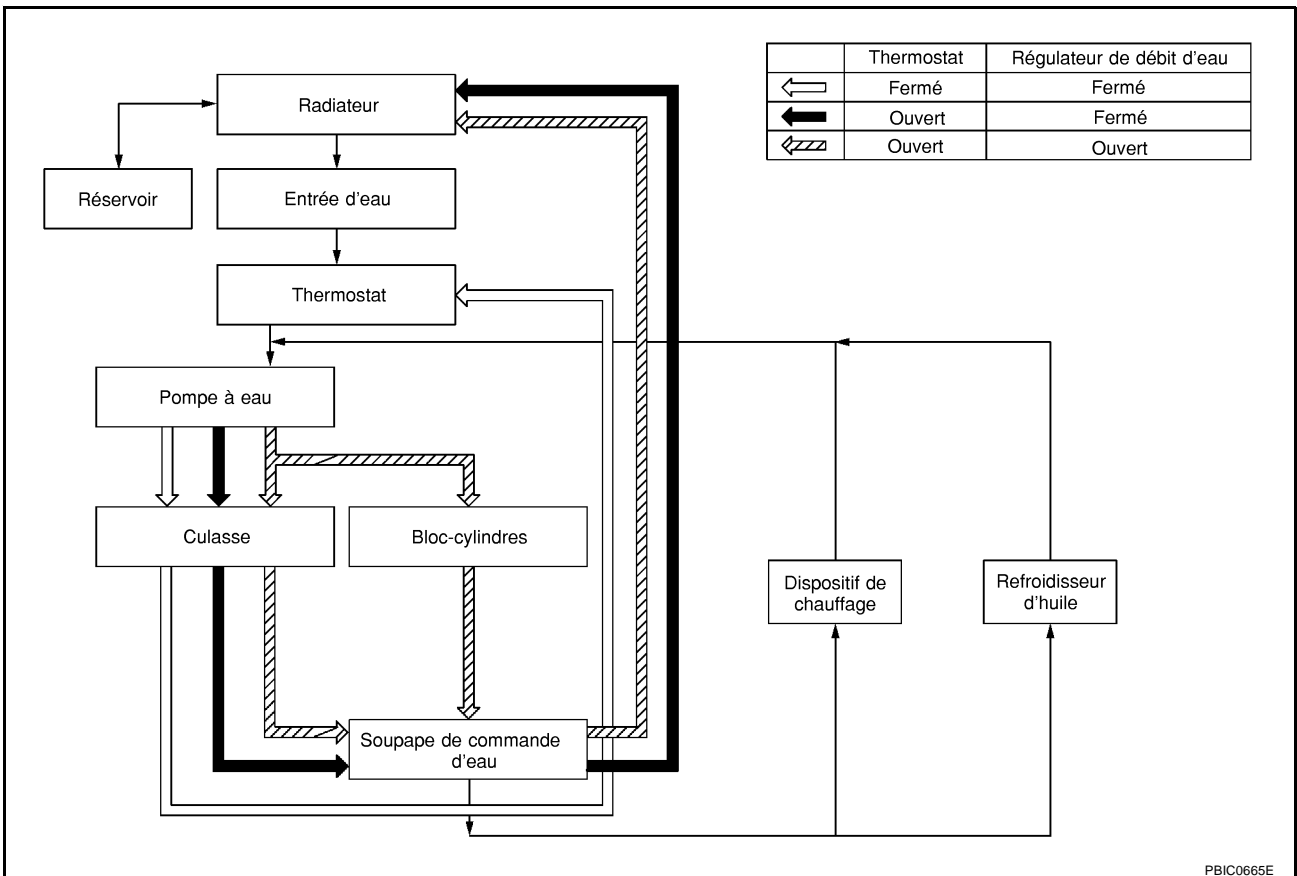 Thermostat Régulateur de débit d'eau
Fermé Fermé
Ouvert Fermé
Ouvert Ouvert
Radiateur
Réservoir
Entrée d'eau
Thermostat
Pompe à eau
Culasse
Bloc-cylindres
Dispositif de
chauffage
Refroidisseur
d'huile
Soupape de commande
d'eau
PBIC0665E